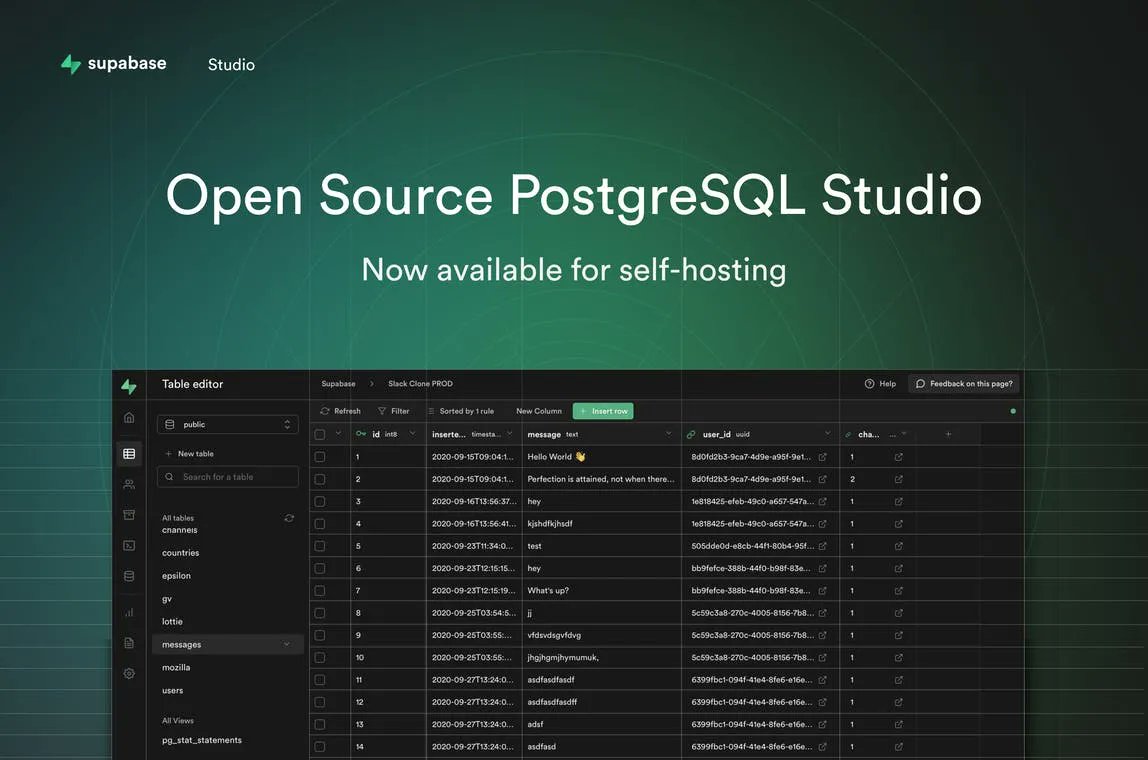 supabase Studio
Open Source PostgreSQL Studio
Now available for self-hosting
Table editor
Supabase > Slack Clone PROD
Help
Feedback on this page?
public
New table
Search for a table
All tables
channels
countries
epsilon
gv
lottie
messages
mozilla
users
All Views
pg_stat_statements
Refresh Filter Sorted by 1 rule New Column + Insert row
id int8 inserte... timesta... message text user_id uuid cha... ... +
1 2020-09-15T09:04:1... Hello World 👋 8d0fd2b3-9ca7-4d9e-a95f-9e1... 1
2 2020-09-15T09:04:1... Perfection is attained, not when there... 8d0fd2b3-9ca7-4d9e-a95f-9e1... 2
3 2020-09-16T13:56:37... hey 1e818425-efeb-49c0-a657-547a... 1
4 2020-09-16T13:56:41... kjshdfkjhsdf 1e818425-efeb-49c0-a657-547a... 1
5 2020-09-23T11:34:0... test 505dde0d-e8cb-44f1-80b4-95f... 1
6 2020-09-23T12:15:15... hey bb9fefce-388b-44f0-b98f-83e... 1
7 2020-09-23T12:15:19... What's up? bb9fefce-388b-44f0-b98f-83e... 1
8 2020-09-25T03:54:5... jj 5c59c3a8-270c-4005-8156-7b8... 1
9 2020-09-25T03:55:... vfdsvdsgvfdvg 5c59c3a8-270c-4005-8156-7b8... 1
10 2020-09-25T03:55:... jhgjhgmjhymumuk, 5c59c3a8-270c-4005-8156-7b8... 1
11 2020-09-27T13:24:0... asdfasdfasdf 6399fbc1-094f-41e4-8fe6-e16e... 1
12 2020-09-27T13:24:0... asdfasdfasdff 6399fbc1-094f-41e4-8fe6-e16e... 1
13 2020-09-27T13:24:0... adsf 6399fbc1-094f-41e4-8fe6-e16e... 1
14 2020-09-27T13:24:0... asdfasd 6399fbc1-094f-41e4-8fe6-e16e... 1